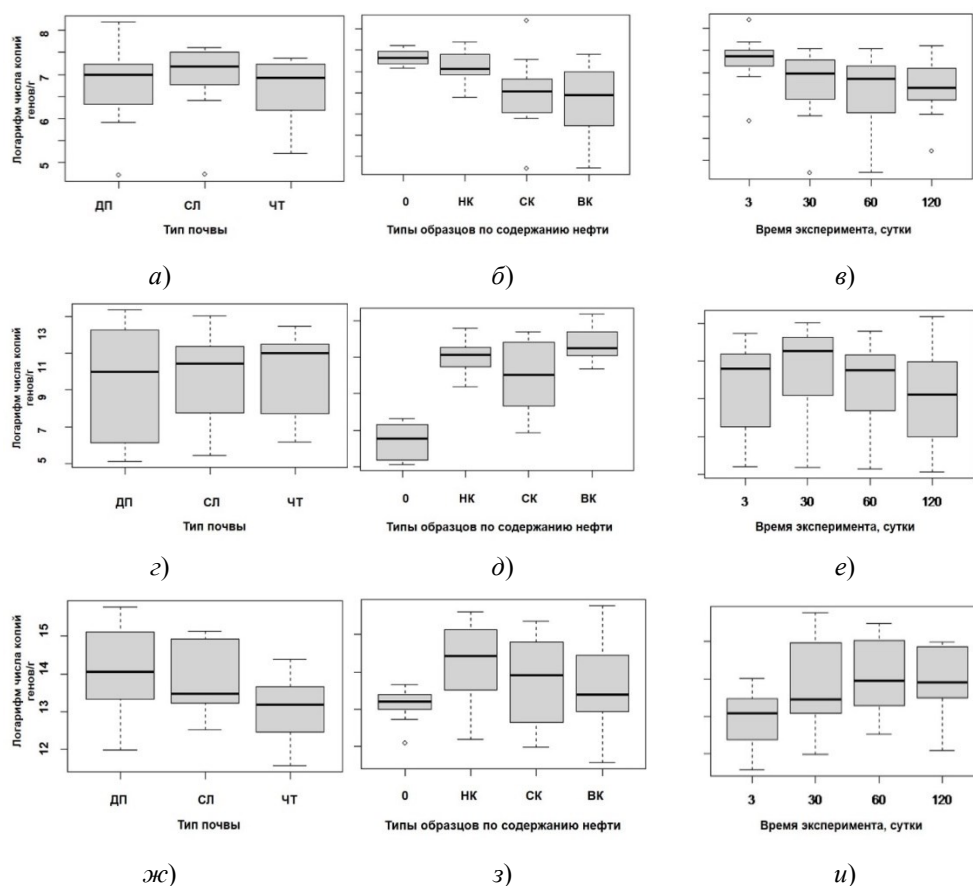 Логарифм числа копий
генов/г
8
7
6
5
ДП СЛ ЧТ
Тип почвы
0 НК СК ВК
Типы образцов по содержанию нефти
3 30 60 120
Время эксперимента, сутки
а) б) в)
Логарифм числа копий
генов/г
13
11
9
7
5
ДП СЛ ЧТ
Тип почвы
0 НК СК ВК
Типы образцов по содержанию нефти
3 30 60 120
Время эксперимента, сутки
г) д) е)
Логарифм числа копий
генов/г
15
14
13
12
ДП СЛ ЧТ
Тип почвы
0 НК СК ВК
Типы образцов по содержанию нефти
3 30 60 120
Время эксперимента, сутки
ж) з) и)